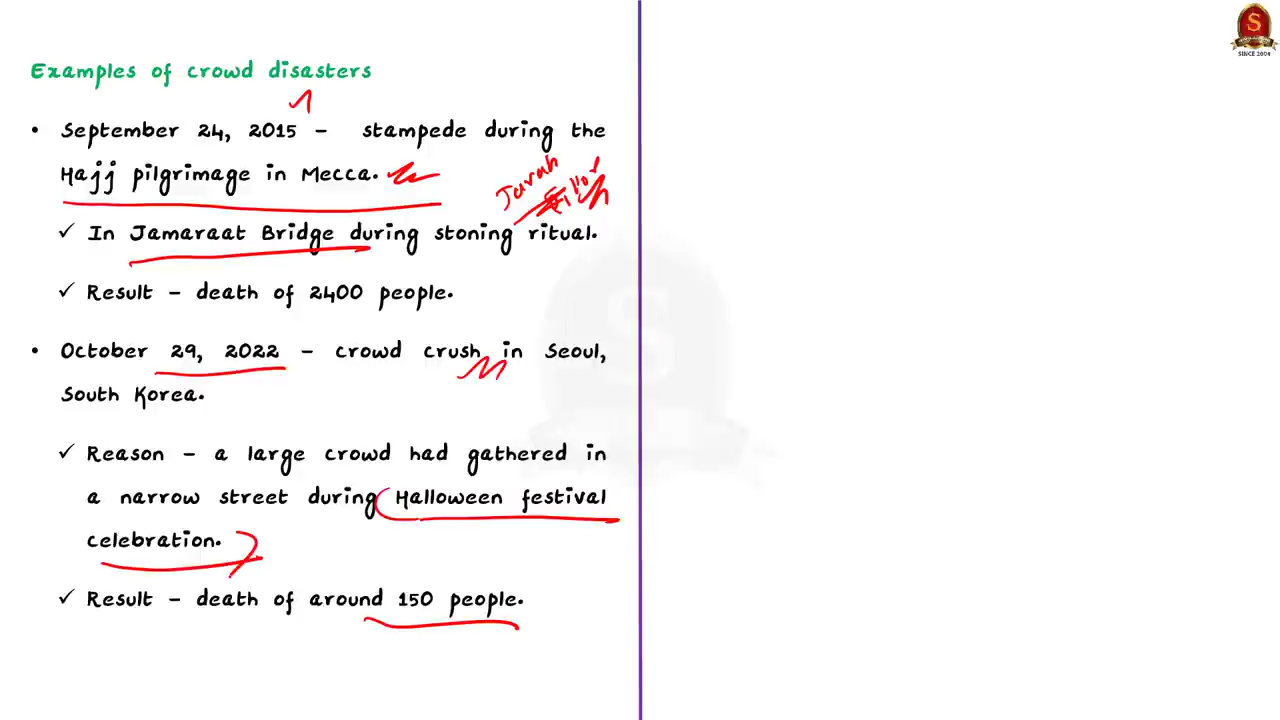 Examples of crowd disasters
• September 24, 2015 – stampede during the
Hajj pilgrimage in Mecca.
✓ In Jamaraat Bridge during stoning ritual.
✓ Result – death of 2400 people.
• October 29, 2022 – crowd crush in Seoul,
South Korea.
✓ Reason – a large crowd had gathered in
a narrow street during Halloween festival
celebration.
✓ Result – death of around 150 people.
S
SINCE 2004